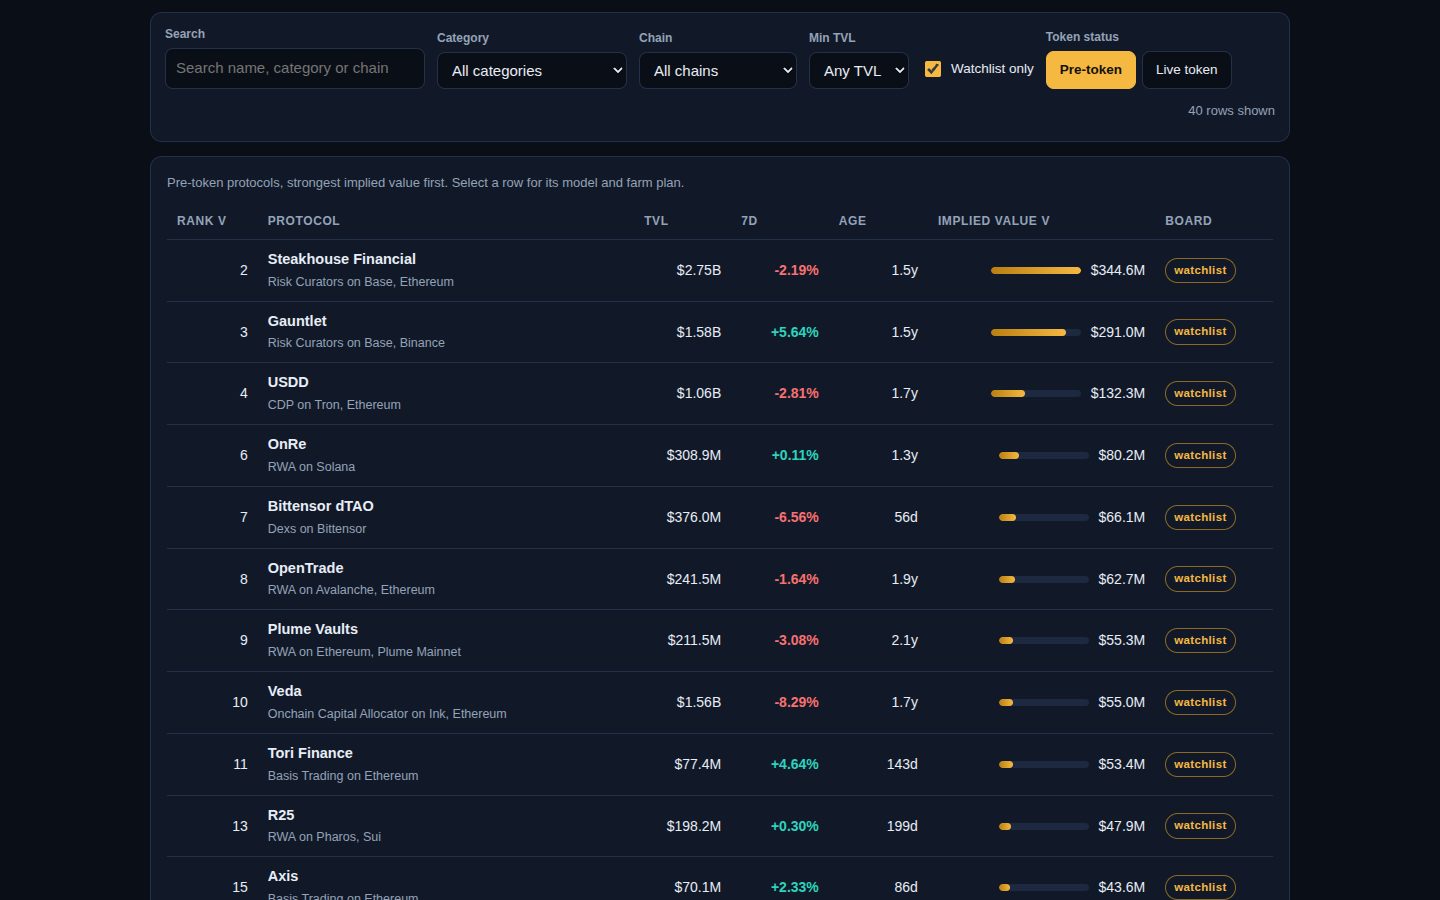 Search
Category
Chain
Min TVL
Token status
Search name, category or chain
All categories
All chains
Any TVL
Watchlist only
Pre-token
Live token
40 rows shown
Pre-token protocols, strongest implied value first. Select a row for its model and farm plan.
RANK V PROTOCOL TVL 7D AGE IMPLIED VALUE V BOARD
2 Steakhouse Financial $2.75B -2.19% 1.5y $344.6M watchlist
Risk Curators on Base, Ethereum
3 Gauntlet $1.58B +5.64% 1.5y $291.0M watchlist
Risk Curators on Base, Binance
4 USDD $1.06B -2.81% 1.7y $132.3M watchlist
CDP on Tron, Ethereum
6 OnRe $308.9M +0.11% 1.3y $80.2M watchlist
RWA on Solana
7 Bittensor dTAO $376.0M -6.56% 56d $66.1M watchlist
Dexs on Bittensor
8 OpenTrade $241.5M -1.64% 1.9y $62.7M watchlist
RWA on Avalanche, Ethereum
9 Plume Vaults $211.5M -3.08% 2.1y $55.3M watchlist
RWA on Ethereum, Plume Mainnet
10 Veda $1.56B -8.29% 1.7y $55.0M watchlist
Onchain Capital Allocator on Ink, Ethereum
11 Tori Finance $77.4M +4.64% 143d $53.4M watchlist
Basis Trading on Ethereum
13 R25 $198.2M +0.30% 199d $47.9M watchlist
RWA on Pharos, Sui
15 Axis $70.1M +2.33% 86d $43.6M watchlist
Basis Trading on Ethereum